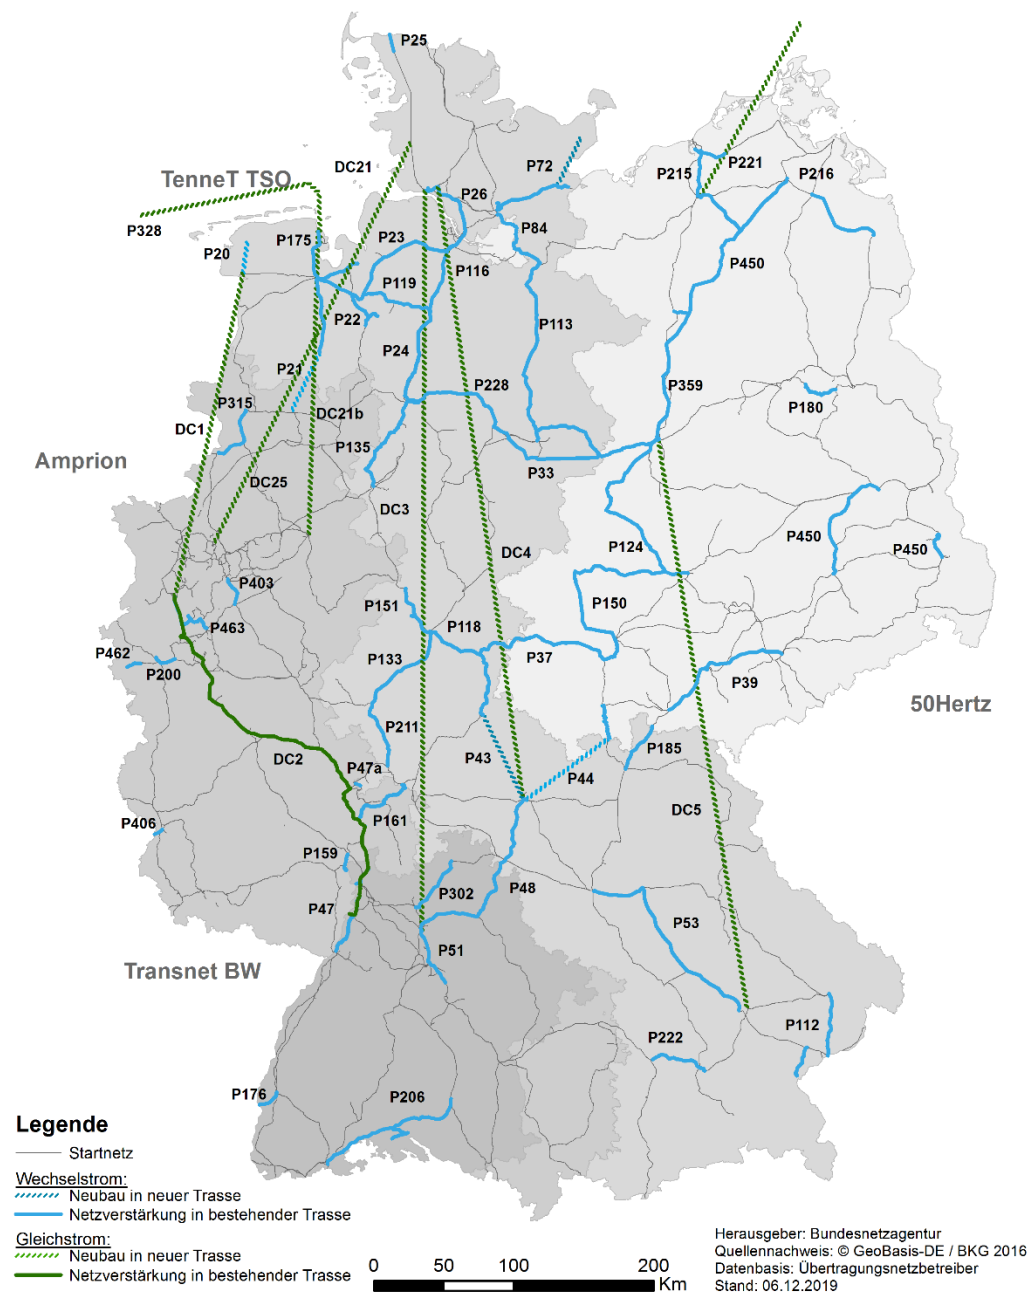 P25
P72
P215
P221
P216
DC21
TenneT TSO
P26
P328
P20
P175
P23
P84
P116
P450
P119
P22
P113
P24
P21
P228
P359
P315
DC21b
P180
DC1
P135
Amprion
P33
DC25
DC3
P124
P450
P450
DC4
P403
P151
P150
P463
P118
P462
P200
P133
P37
P39
50Hertz
P211
P185
DC2
P43
P47a
P44
DC5
P161
P406
P159
P302
P48
P47
P53
P51
Transnet BW
P112
P222
P176
P206
Legende
Startnetz
Wechselstrom:
Neubau in neuer Trasse
Netzverstärkung in bestehender Trasse
Gleichstrom:
Neubau in neuer Trasse
Netzverstärkung in bestehender Trasse
0 50 100 200
Km
Herausgeber: Bundesnetzagentur
Quellennachweis: © GeoBasis-DE / BKG 2016
Datenbasis: Übertragungsnetzbetreiber
Stand: 06.12.2019